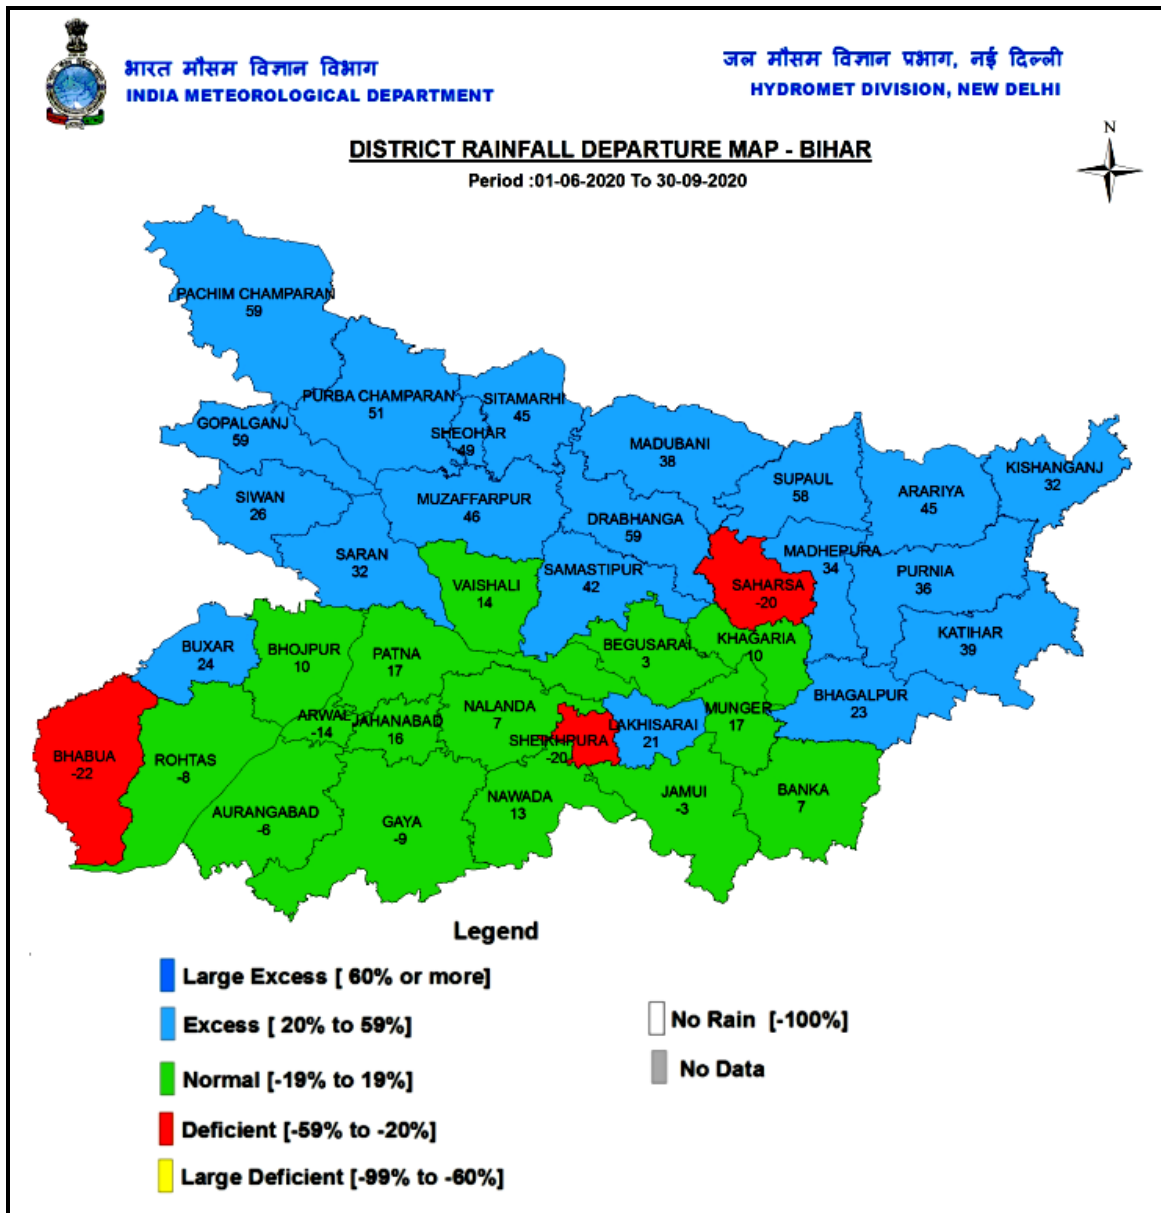 भारत मौसम विज्ञान विभाग
INDIA METEOROLOGICAL DEPARTMENT
जल मौसम विज्ञान प्रभाग, नई दिल्ली
HYDROMET DIVISION, NEW DELHI
DISTRICT RAINFALL DEPARTURE MAP - BIHAR
Period :01-06-2020 To 30-09-2020
N
PACHIM CHAMPARAN
59
PURBA CHAMPARAN
51
SITAMARHI
45
GOPALGANJ
59
SHEOHAR
49
MADUBANI
38
SUPAUL
58
ARARIYA
45
KISHANGANJ
32
SIWAN
26
MUZAFFARPUR
46
DRABHANGA
59
SARAN
32
VAISHALI
14
SAMASTIPUR
42
SAHARSA
-20
MADHEPURA
34
PURNIA
36
KATIHAR
39
BUXAR
24
BHOJPUR
10
PATNA
17
BEGUSARAI
3
KHAGARIA
10
BHAGALPUR
23
BHABUA
-22
ROHTAS
-8
ARWAL
-14
JAHANABAD
16
NALANDA
7
SHEIKHPURA
-20
LAKHISARAI
21
MUNGER
17
AURANGABAD
-6
GAYA
-9
NAWADA
13
JAMUI
-3
BANKA
7
Legend
Large Excess [ 60% or more]
Excess [ 20% to 59%]
Normal [-19% to 19%]
Deficient [-59% to -20%]
Large Deficient [-99% to -60%]
No Rain [-100%]
No Data